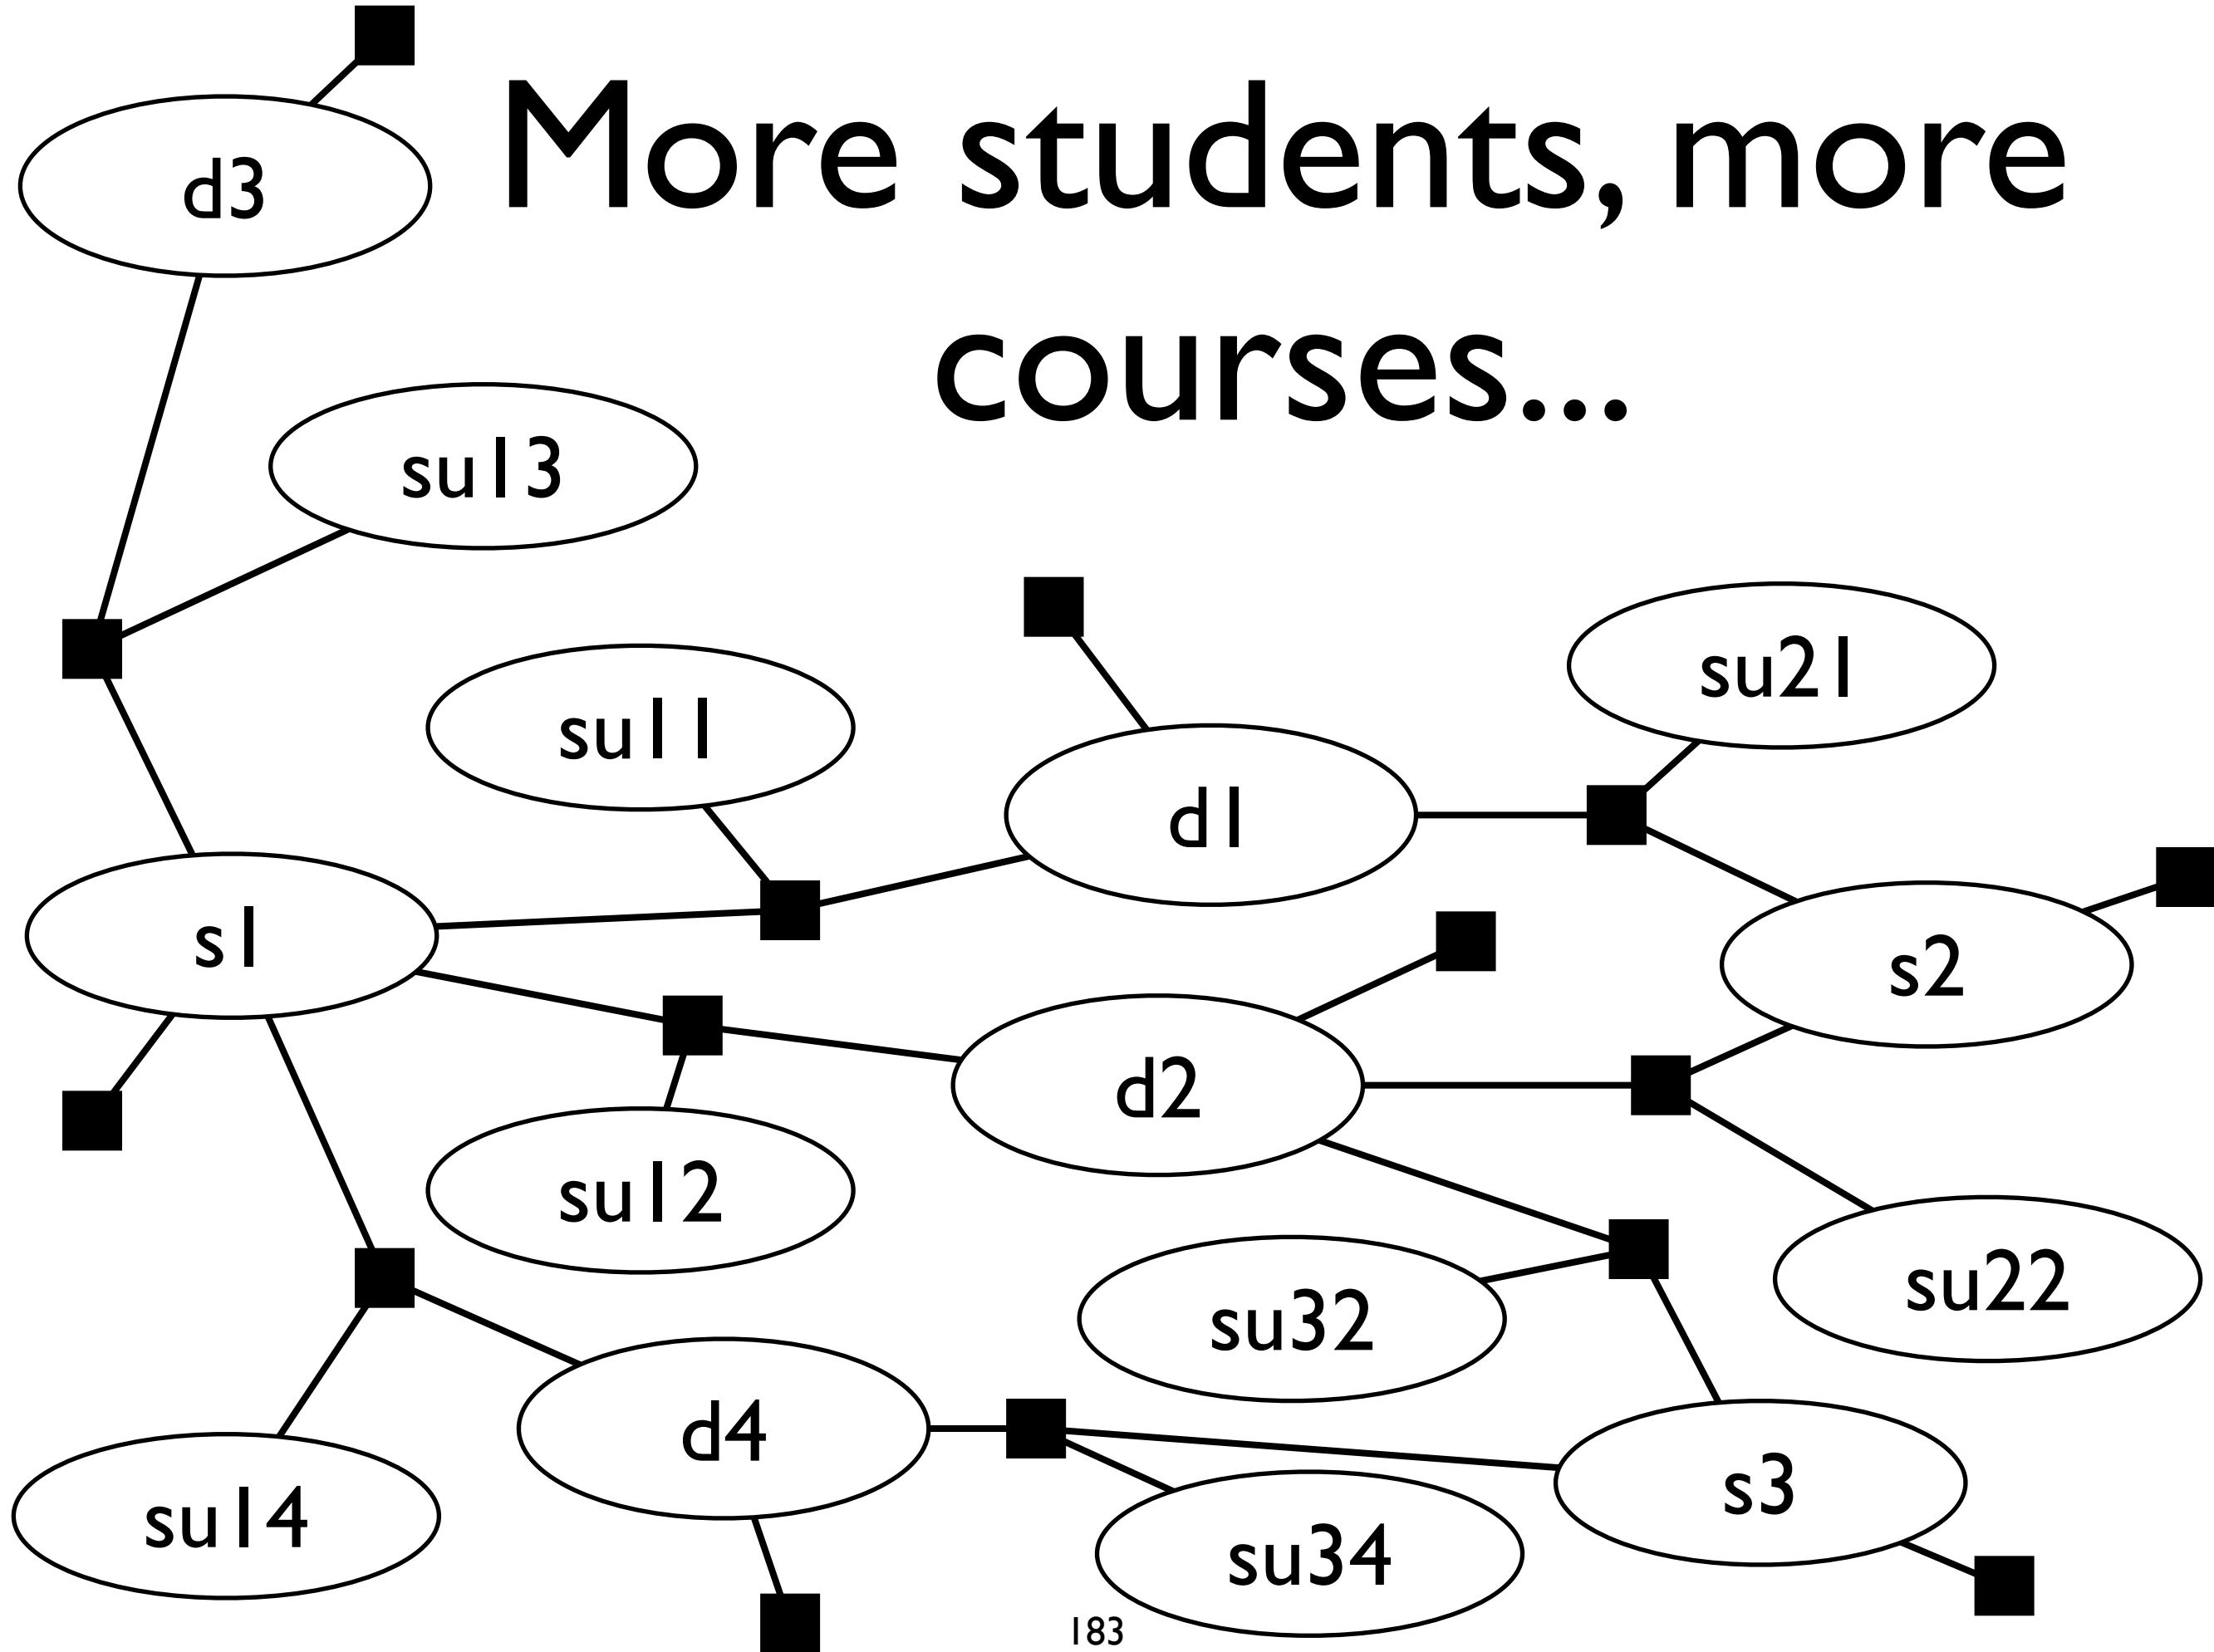 More students, more
courses...
d3
su13
su21
su11
d1
s1
s2
d2
su12
su22
su32
d4
s3
su14
su34
183